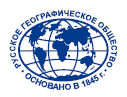 РУССКОЕ ГЕОГРАФИЧЕСКОЕ ОБЩЕСТВО
• ОСНОВАНО В 1845 г. •